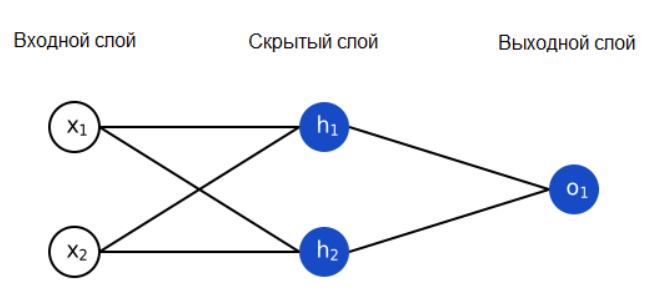 Входной слой
Скрытый слой
Выходной слой
x₁
h₁
o₁
x₂
h₂